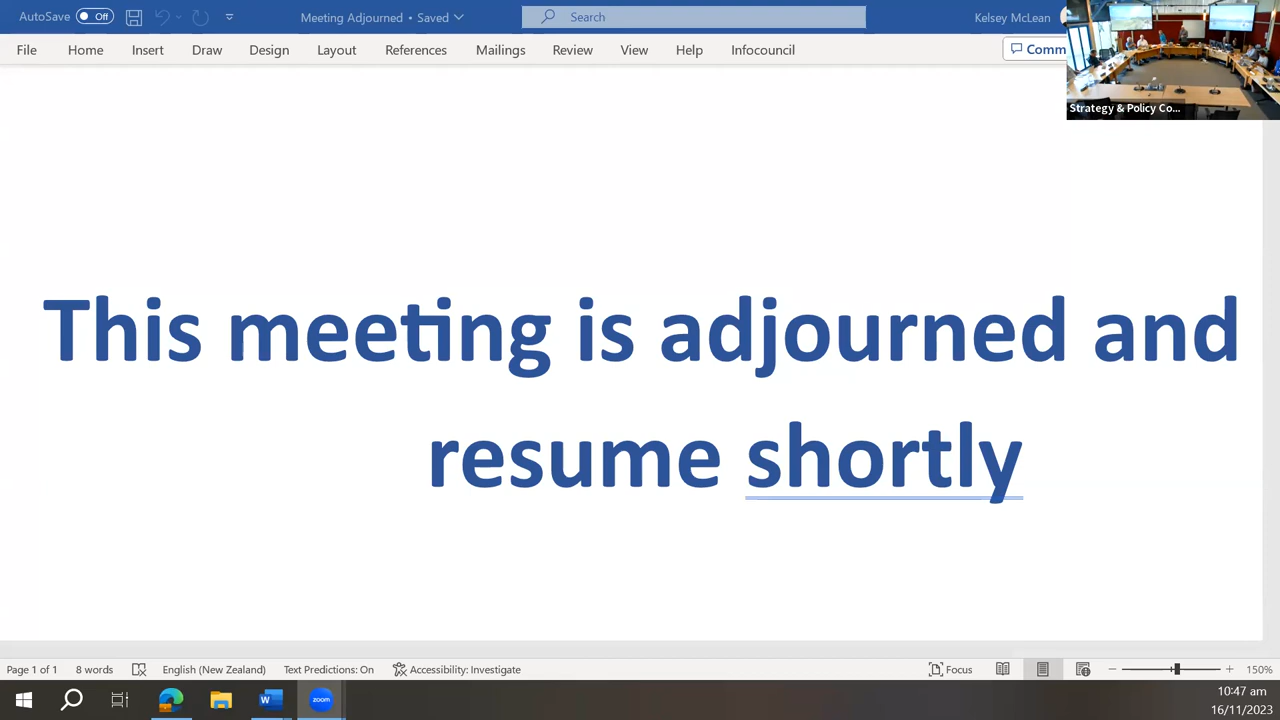 AutoSave Off Meeting Adjourned • Saved Search Kelsey McLean
File Home Insert Draw Design Layout References Mailings Review View Help Infocouncil Comm
Strategy & Policy Co...
This meeting is adjourned and
resume shortly
Page 1 of 1 8 words English (New Zealand) Text Predictions: On Accessibility: Investigate Focus 150%
zoom
10:47 am
16/11/2023